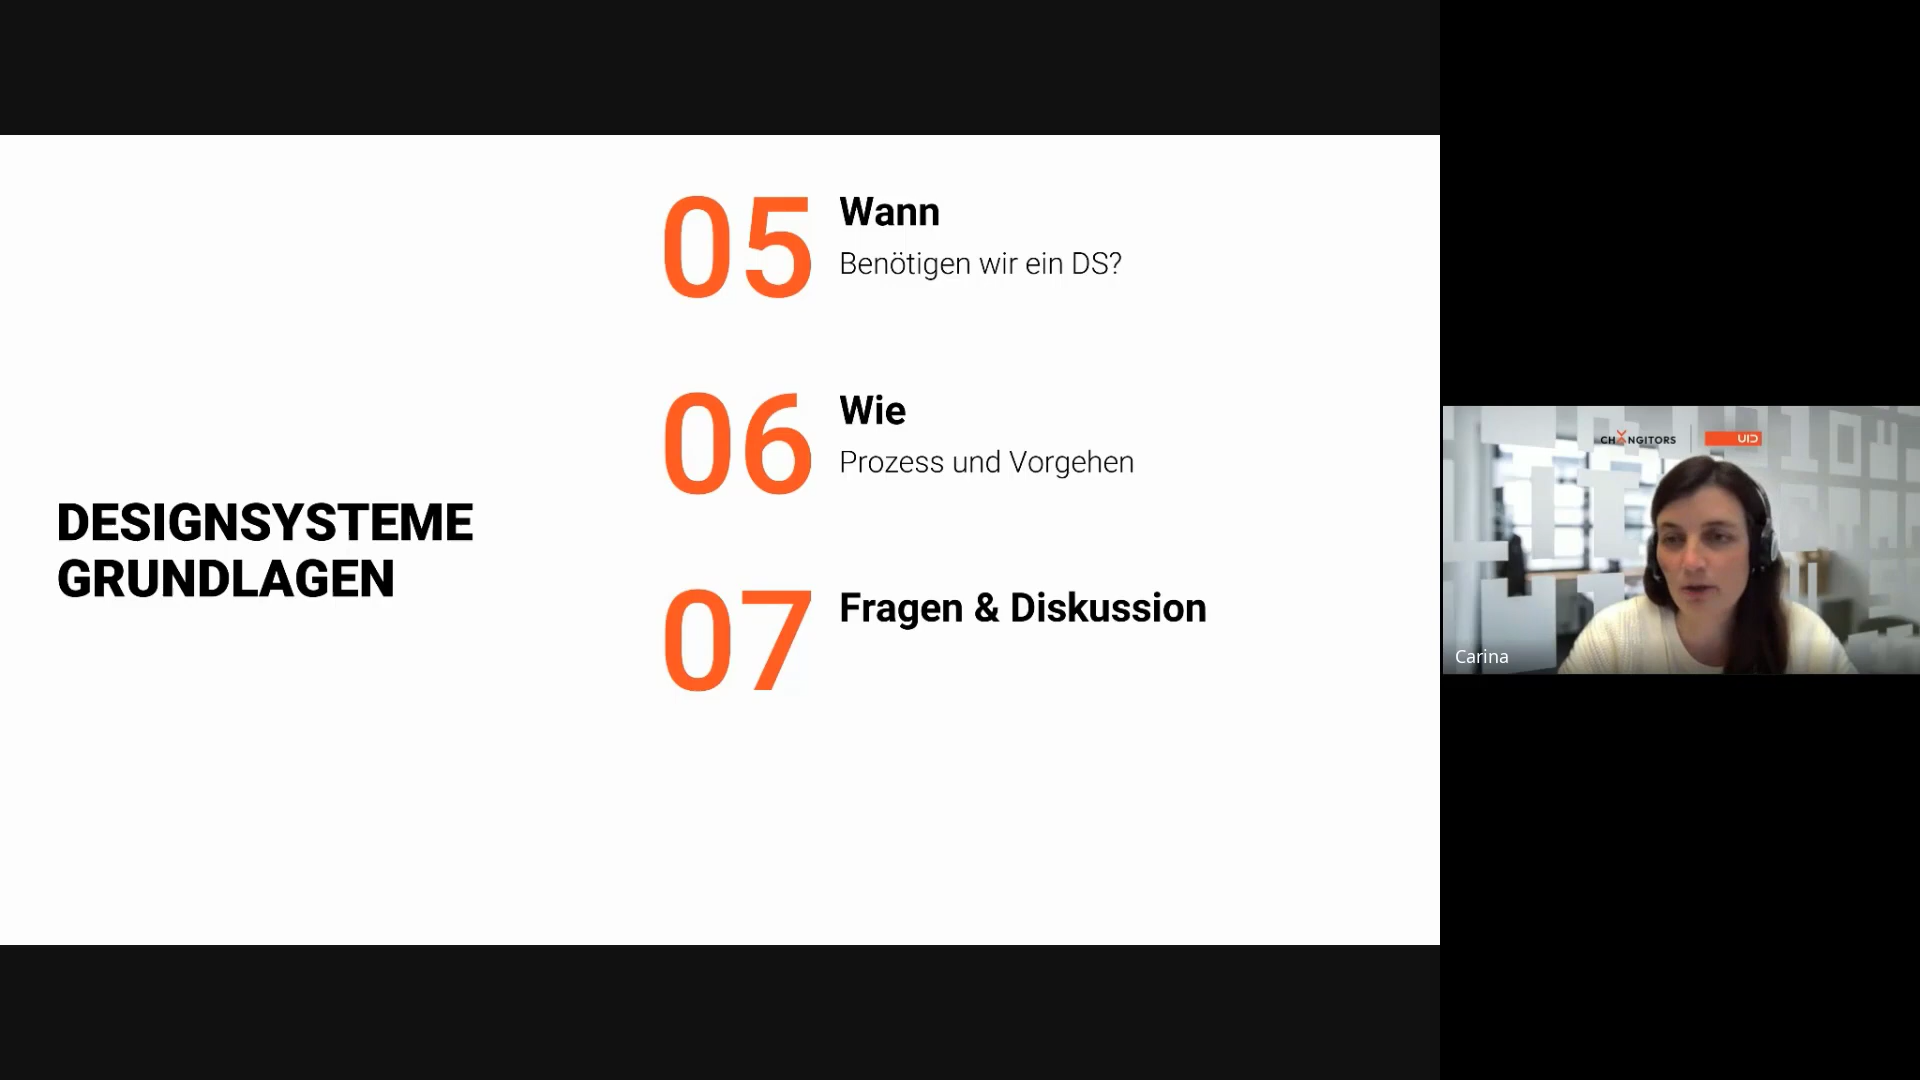 DESIGNSYSTEME
GRUNDLAGEN
05
Wann
Benötigen wir ein DS?
06
Wie
Prozess und Vorgehen
07
Fragen & Diskussion
CHANGITORS
UID
Carina